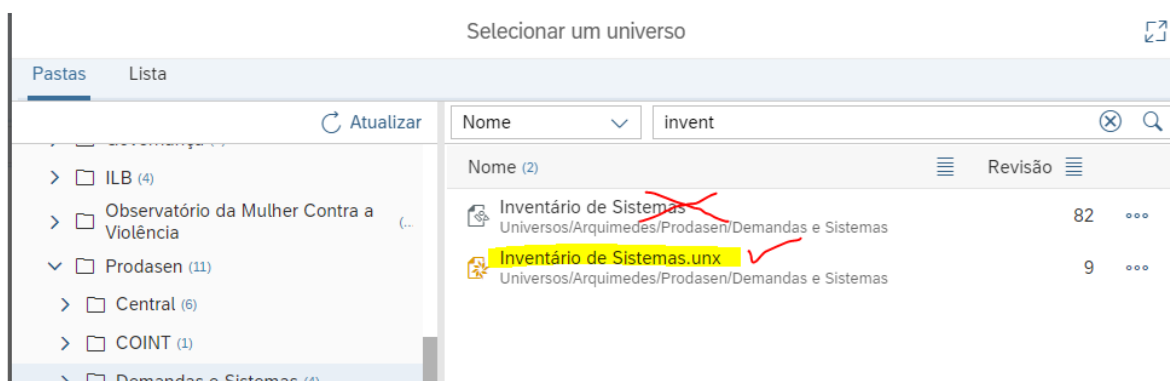 Selecionar um universo
Pastas
Lista
Atualizar
Nome
invent
ILB (4)
Observatório da Mulher Contra a
Violência
(...
Prodasen (11)
Central (6)
COINT (1)
Demandas e Sistemas (4)
Nome (2)
Revisão
Inventário de Sistemas
82
Universos/Arquimedes/Prodasen/Demandas e Sistemas
Inventário de Sistemas.unx
9
Universos/Arquimedes/Prodasen/Demandas e Sistemas